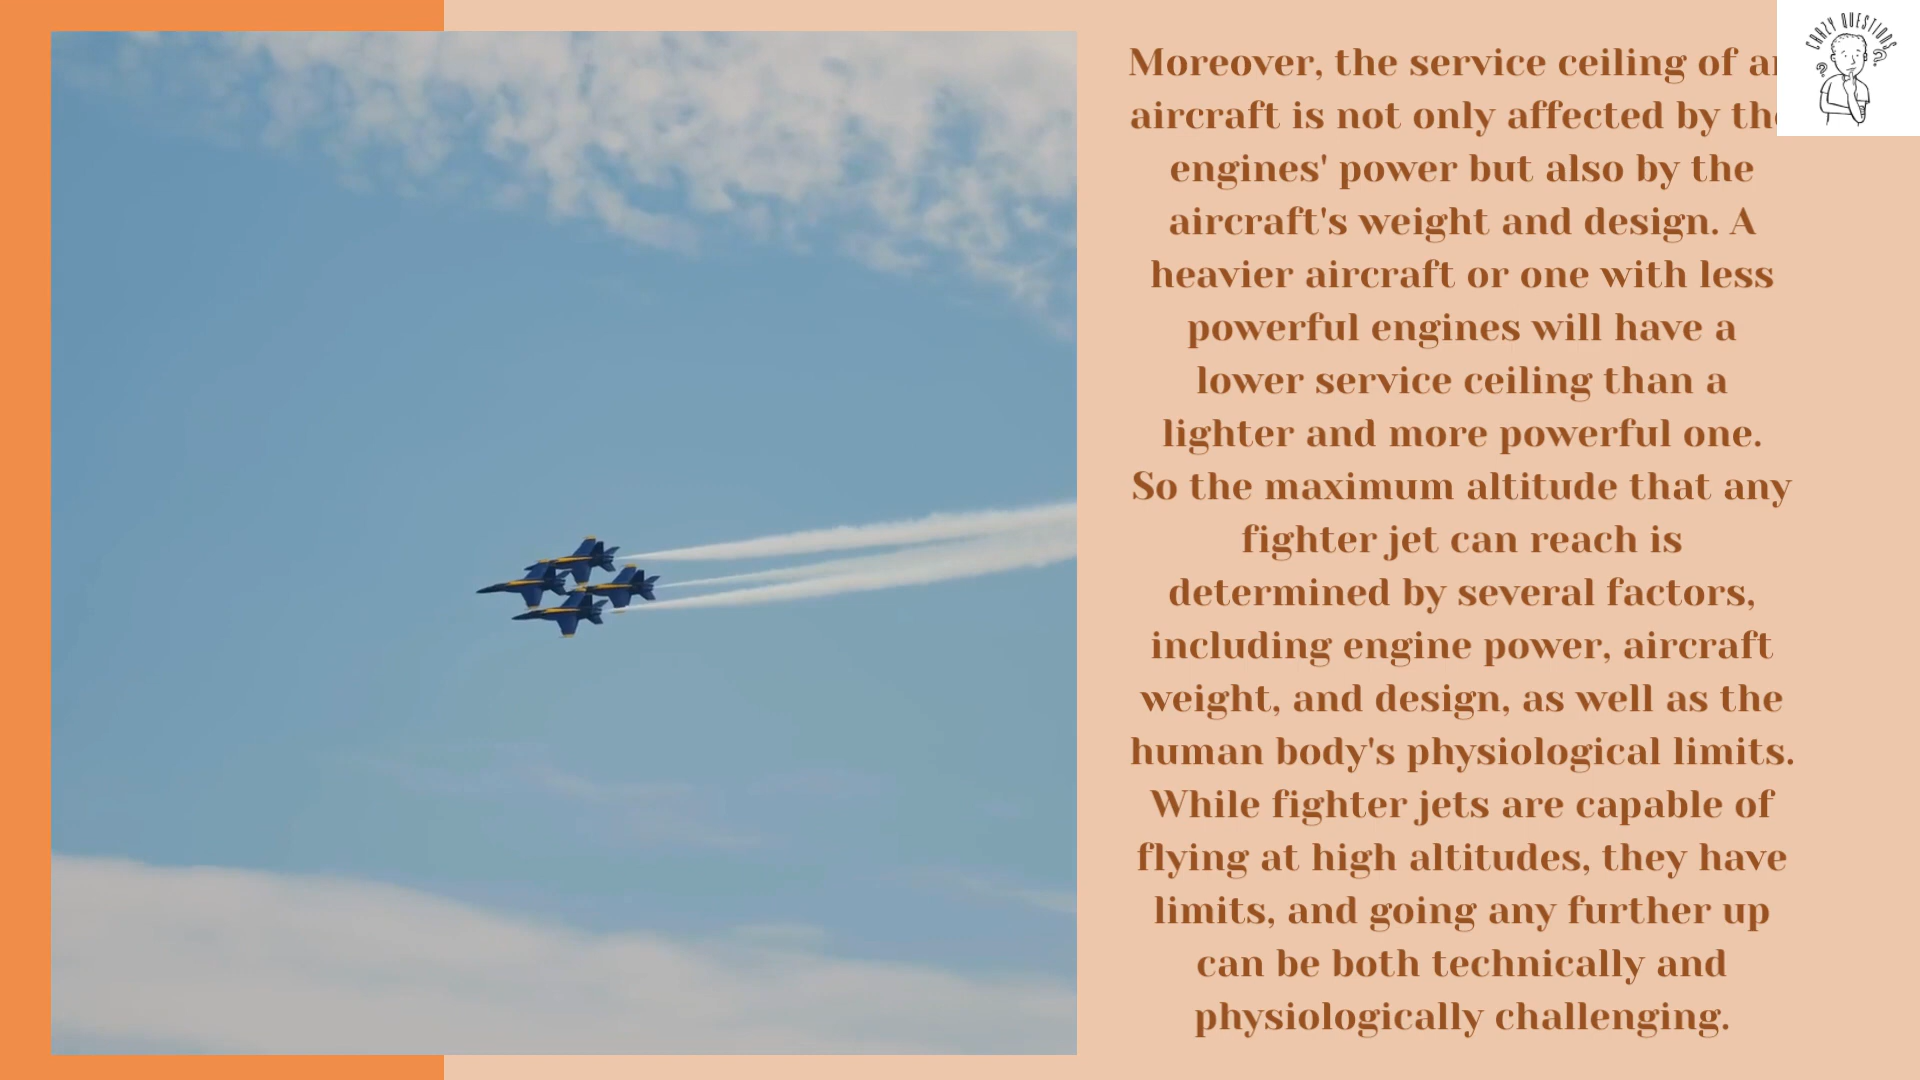 CRAZY QUESTIONS
Moreover, the service ceiling of
aircraft is not only affected by
engines' power but also by the
aircraft's weight and design. A
heavier aircraft or one with less
powerful engines will have a
lower service ceiling than a
lighter and more powerful one.
So the maximum altitude that any
fighter jet can reach is
determined by several factors,
including engine power, aircraft
weight, and design, as well as the
human body's physiological limits.
While fighter jets are capable of
flying at high altitudes, they have
limits, and going any further up
can be both technically and
physiologically challenging.